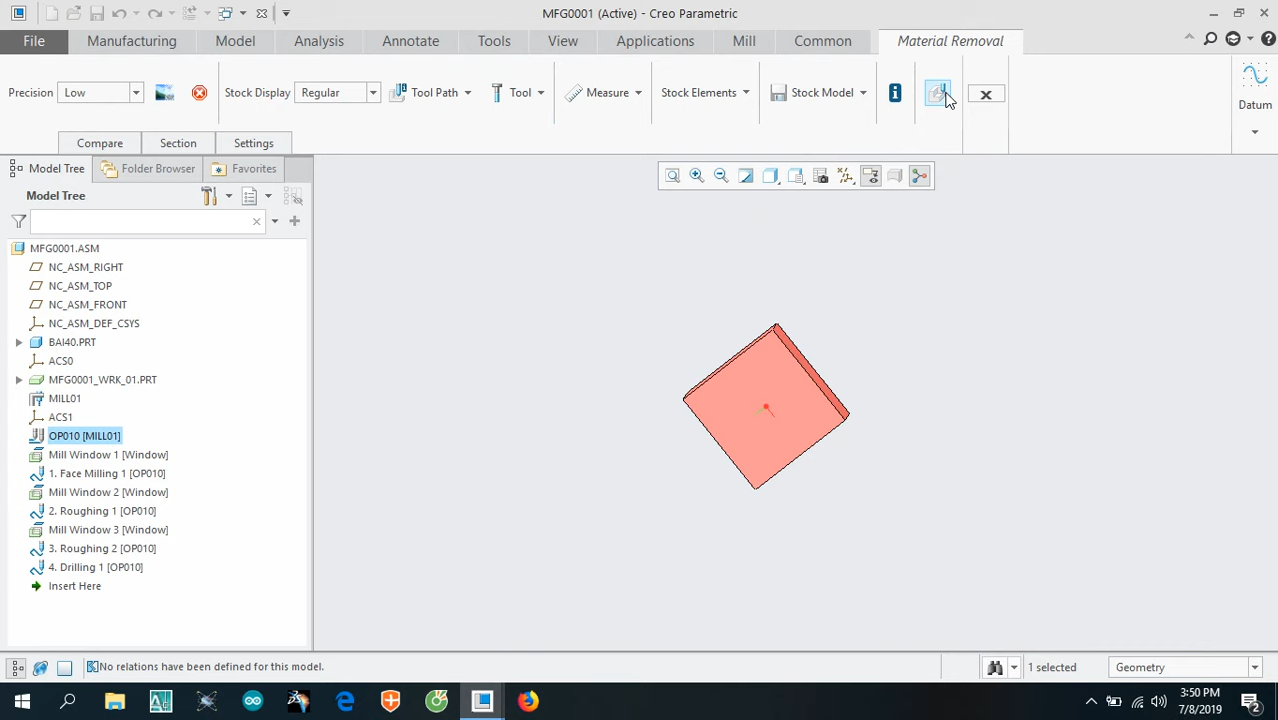 MFG0001 (Active) - Creo Parametric
File Manufacturing Model Analysis Annotate Tools View Applications Mill Common Material Removal
Precision Low Stock Display Regular Tool Path Tool Measure Stock Elements Stock Model Datum
Compare Section Settings
Model Tree Folder Browser Favorites
Model Tree
MFG0001.ASM
NC_ASM_RIGHT
NC_ASM_TOP
NC_ASM_FRONT
NC_ASM_DEF_CSYS
BAI40.PRT
ACS0
MFG0001_WRK_01.PRT
MILL01
ACS1
OP010 [MILL01]
Mill Window 1 [Window]
1. Face Milling 1 [OP010]
Mill Window 2 [Window]
2. Roughing 1 [OP010]
Mill Window 3 [Window]
3. Roughing 2 [OP010]
4. Drilling 1 [OP010]
Insert Here
No relations have been defined for this model. 1 selected Geometry
3:50 PM
7/8/2019
2